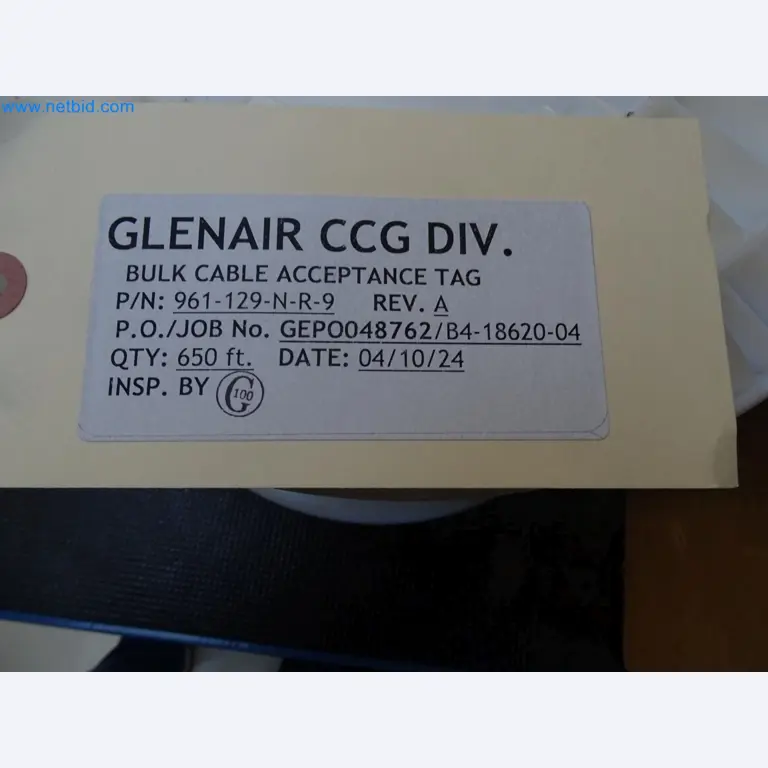 www.netbid.com
GLENAIR CCG DIV.
BULK CABLE ACCEPTANCE TAG
P/N: 961-129-N-R-9 REV. A
P.O./JOB No. GEPO048762/B4-18620-04
QTY: 650 ft. DATE: 04/10/24
INSP. BY G 100